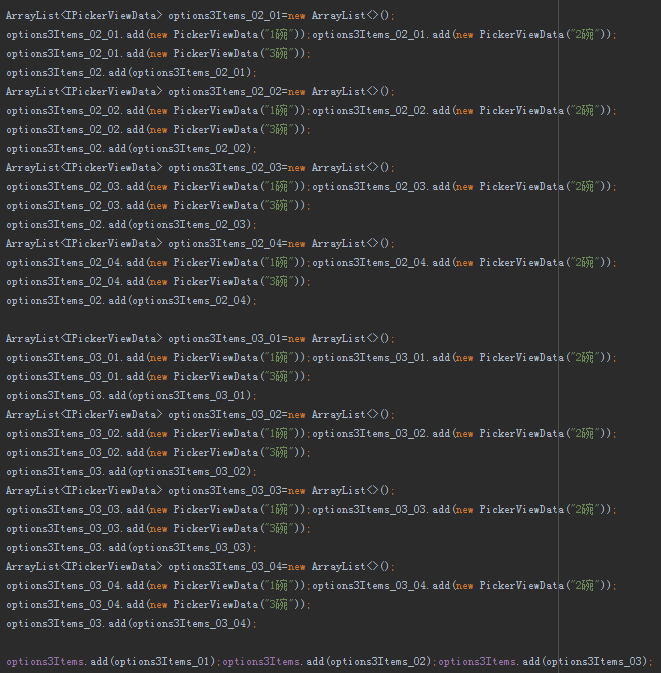 ArrayList<IPickerViewData> options3Items_02_01=new ArrayList<>();
options3Items_02_01.add(new PickerViewData("1碗"));options3Items_02_01.add(new PickerViewData("2碗"));
options3Items_02_01.add(new PickerViewData("3碗"));
options3Items_02.add(options3Items_02_01);
ArrayList<IPickerViewData> options3Items_02_02=new ArrayList<>();
options3Items_02_02.add(new PickerViewData("1碗"));options3Items_02_02.add(new PickerViewData("2碗"));
options3Items_02_02.add(new PickerViewData("3碗"));
options3Items_02.add(options3Items_02_02);
ArrayList<IPickerViewData> options3Items_02_03=new ArrayList<>();
options3Items_02_03.add(new PickerViewData("1碗"));options3Items_02_03.add(new PickerViewData("2碗"));
options3Items_02_03.add(new PickerViewData("3碗"));
options3Items_02.add(options3Items_02_03);
ArrayList<IPickerViewData> options3Items_02_04=new ArrayList<>();
options3Items_02_04.add(new PickerViewData("1碗"));options3Items_02_04.add(new PickerViewData("2碗"));
options3Items_02_04.add(new PickerViewData("3碗"));
options3Items_02.add(options3Items_02_04);
ArrayList<IPickerViewData> options3Items_03_01=new ArrayList<>();
options3Items_03_01.add(new PickerViewData("1碗"));options3Items_03_01.add(new PickerViewData("2碗"));
options3Items_03_01.add(new PickerViewData("3碗"));
options3Items_03.add(options3Items_03_01);
ArrayList<IPickerViewData> options3Items_03_02=new ArrayList<>();
options3Items_03_02.add(new PickerViewData("1碗"));options3Items_03_02.add(new PickerViewData("2碗"));
options3Items_03_02.add(new PickerViewData("3碗"));
options3Items_03.add(options3Items_03_02);
ArrayList<IPickerViewData> options3Items_03_03=new ArrayList<>();
options3Items_03_03.add(new PickerViewData("1碗"));options3Items_03_03.add(new PickerViewData("2碗"));
options3Items_03_03.add(new PickerViewData("3碗"));
options3Items_03.add(options3Items_03_03);
ArrayList<IPickerViewData> options3Items_03_04=new ArrayList<>();
options3Items_03_04.add(new PickerViewData("1碗"));options3Items_03_04.add(new PickerViewData("2碗"));
options3Items_03_04.add(new PickerViewData("3碗"));
options3Items_03.add(options3Items_03_04);
options3Items.add(options3Items_01);options3Items.add(options3Items_02);options3Items.add(options3Items_03);